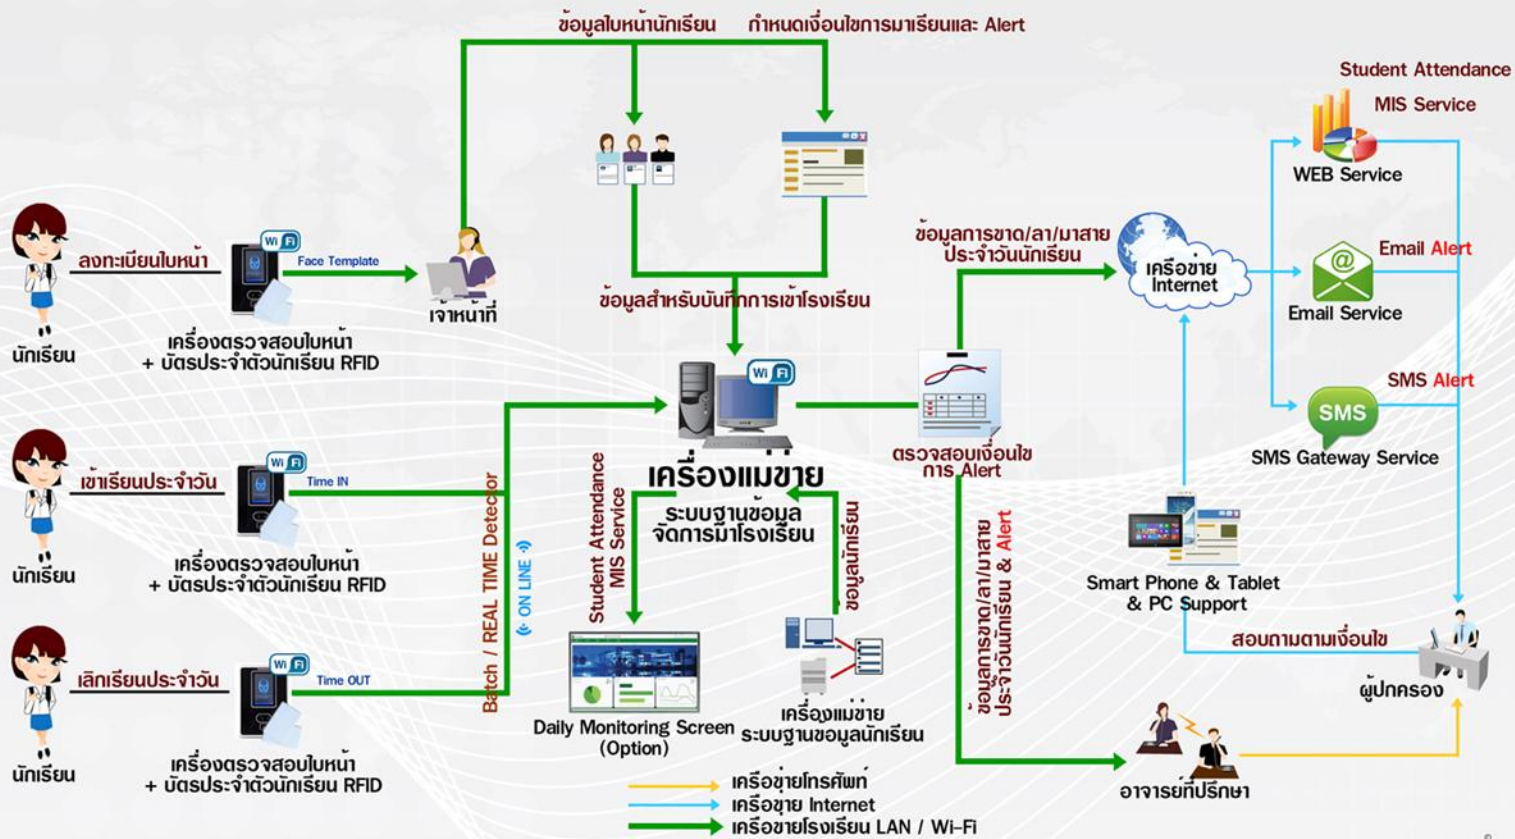 ข้อมูลใบหน้านักเรียน
กำหนดเงื่อนไขการมาเรียนและ Alert
Student Attendance
MIS Service
WEB Service
ลงทะเบียนใบหน้า
Wi Fi
Face Template
นักเรียน
เครื่องตรวจสอบใบหน้า
+ บัตรประจำตัวนักเรียน RFID
เจ้าหน้าที่
ข้อมูลสำหรับบันทึกการเข้าโรงเรียน
ข้อมูลการขาด/ลา/มาสาย
ประจำวันนักเรียน
เครือข่าย
Internet
@
Email Alert
Email Service
SMS Alert
SMS
SMS Gateway Service
Wi Fi
เครื่องแม่ข่าย
ระบบฐานข้อมูล
จัดการมาโรงเรียน
ตรวจสอบเงื่อนไข
การ Alert
เข้าเรียนประจำวัน
Wi Fi
Time IN
นักเรียน
เครื่องตรวจสอบใบหน้า
+ บัตรประจำตัวนักเรียน RFID
Batch / REAL TIME Detector
ON LINE
Student Attendance
MIS Service
ข้อมูลนักเรียน
ข้อมูลการขาด/ลา/มาสาย
ประจำวันนักเรียน & Alert
Smart Phone & Tablet
& PC Support
สอบถามตามเงื่อนไข
ผู้ปกครอง
เลิกเรียนประจำวัน
Wi Fi
Time OUT
นักเรียน
เครื่องตรวจสอบใบหน้า
+ บัตรประจำตัวนักเรียน RFID
Daily Monitoring Screen
(Option)
เครื่องแม่ข่าย
ระบบฐานขอมูลนักเรียน
อาจารย์ที่ปรึกษา
เครือข่ายโทรศัพท์
เครือข่าย Internet
เครือข่ายโรงเรียน LAN / Wi-Fi